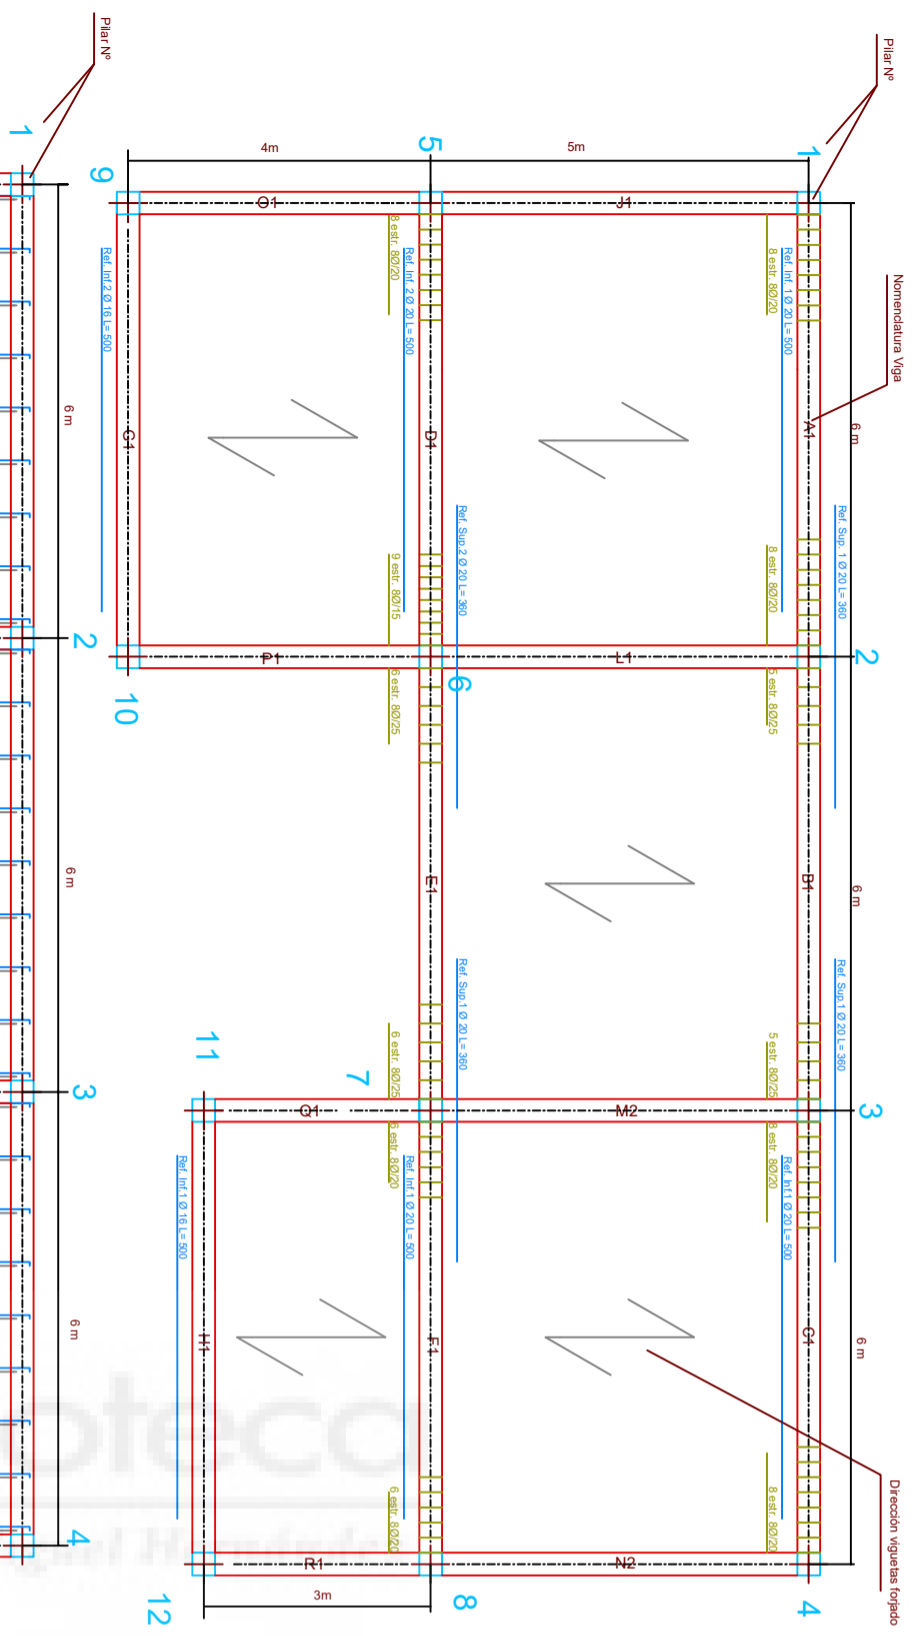 Pilar Nº
Pilar Nº
Nomenclatura Viga
1
9
5
1
4m
5m
O1
J1
8 estr. 8Ø/20
8 estr. 8Ø/20
Ref. Inf.2 Ø 16 L= 500
Ref. Inf. 2 Ø 20 L= 500
Ref. Inf. 1 Ø 20 L= 500
6 m
G1
D1
A1
6 m
Ref. Sup.2 Ø 20 L= 360
Ref. Sup. 1 Ø 20 L= 360
9 estr. 8Ø/15
8 estr. 8Ø/20
2
P1
L1
2
10
6
6 estr. 8Ø/25
5 estr. 8Ø/25
6 m
E1
B1
6 m
Ref. Sup.1 Ø 20 L= 360
Ref. Sup.1 Ø 20 L= 360
11
7
6 estr. 8Ø/25
5 estr. 8Ø/25
3
Q1
M2
3
6 estr. 8Ø/20
8 estr. 8Ø/20
Ref. Inf.1 Ø 16 L= 500
Ref. Inf.1 Ø 20 L= 500
Ref. Inf.1 Ø 20 L= 500
6 m
H1
F1
C1
6 m
oteca
6 estr. 8Ø/20
8 estr. 8Ø/20
Dirección viguetas forjado
4
R1
N2
3m
12
8
4